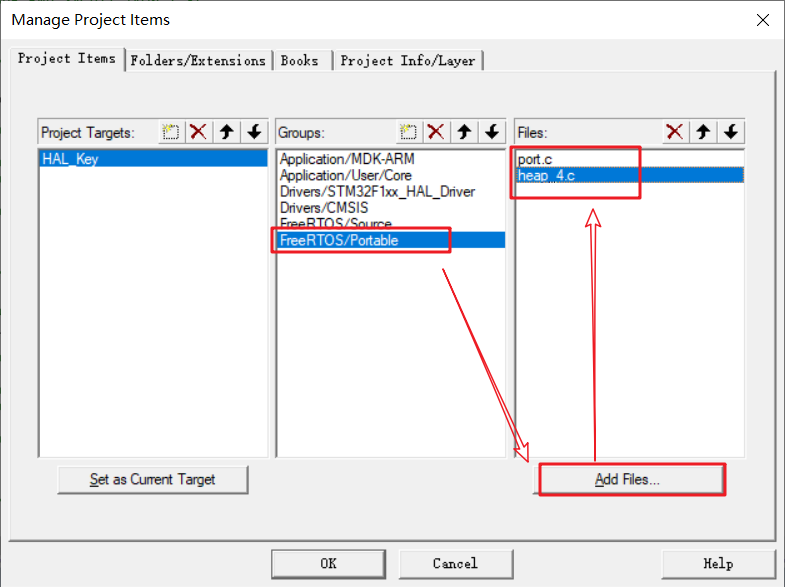 Manage Project Items
Project Items
Folders/Extensions
Books
Project Info/Layer
Project Targets:
Groups:
Files:
HAL_Key
Application/MDK-ARM
Application/User/Core
Drivers/STM32F1xx_HAL_Driver
Drivers/CMSIS
FreeRTOS/Source
FreeRTOS/Portable
port.c
heap_4.c
Set as Current Target
Add Files...
OK
Cancel
Help